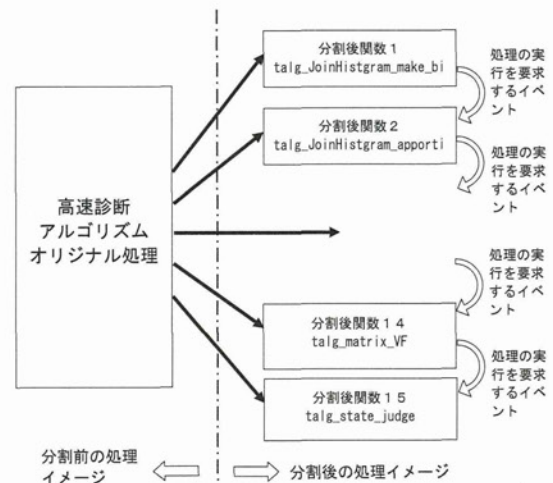 高速診断
アルゴリズム
オリジナル処理
分割後関数１
talg_JoinHistgram_make_bi
処理の実
行を要求
するイベ
ント
分割後関数２
talg_JoinHistgram_apporti
処理の実
行を要求
するイベ
ント
処理の実
行を要求
するイベ
ント
分割後関数１４
talg_matrix_VF
処理の実
行を要求
するイベ
ント
分割後関数１５
talg_state_judge
分割前の処理
イメージ
分割後の処理イメージ